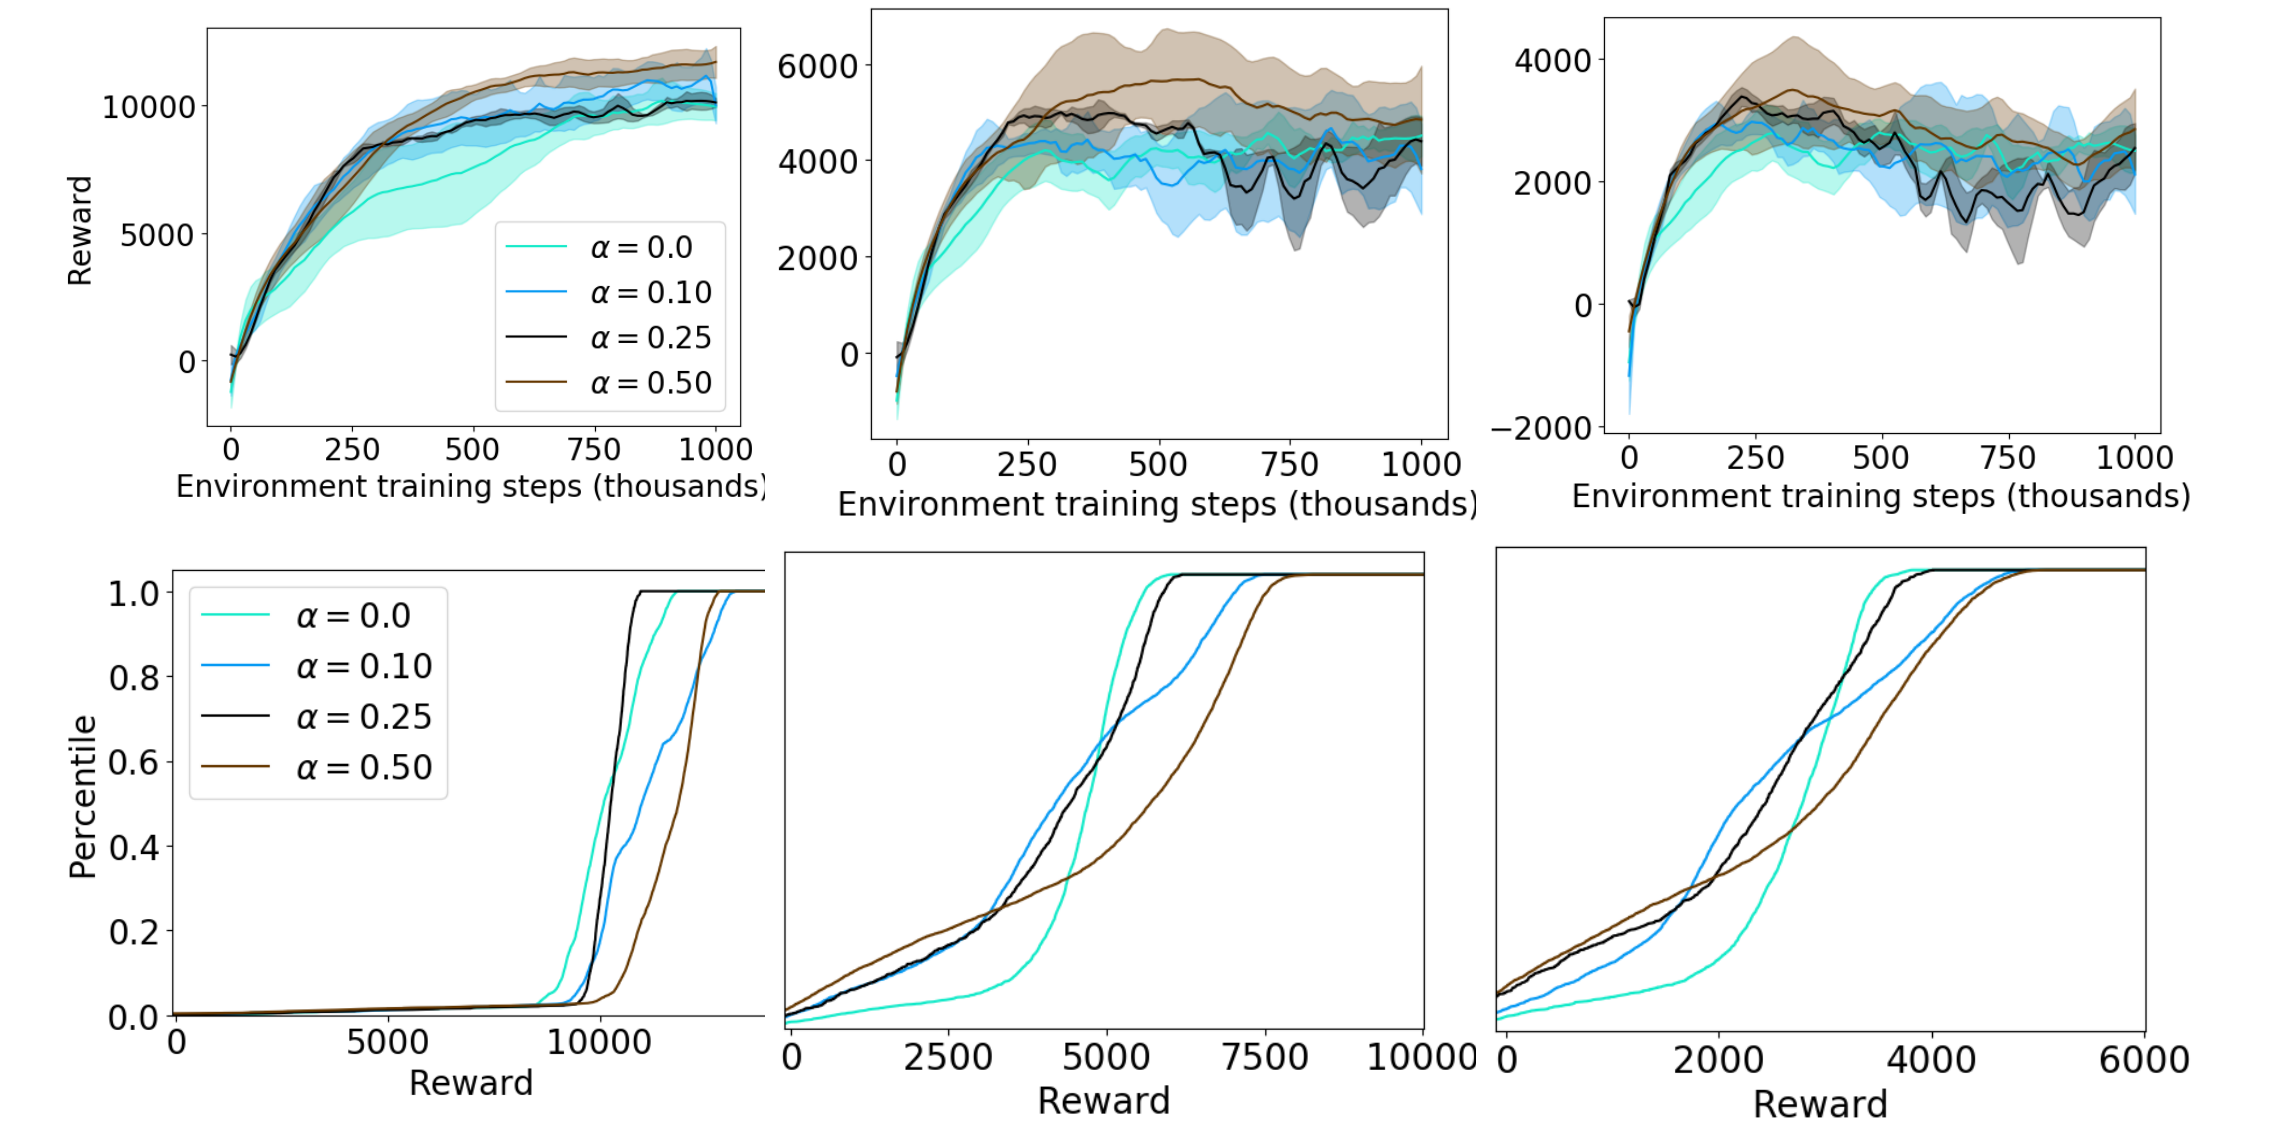 Reward
10000
5000
0
α = 0.0
α = 0.10
α = 0.25
α = 0.50
0 250 500 750 1000
Environment training steps (thousands)
6000
4000
2000
0
0 250 500 750 1000
Environment training steps (thousands)
4000
2000
0
−2000
0 250 500 750 1000
Environment training steps (thousands)
Percentile
1.0
0.8
0.6
0.4
0.2
0.0
α = 0.0
α = 0.10
α = 0.25
α = 0.50
0 5000 10000
Reward
0 2500 5000 7500 10000
Reward
0 2000 4000 6000
Reward